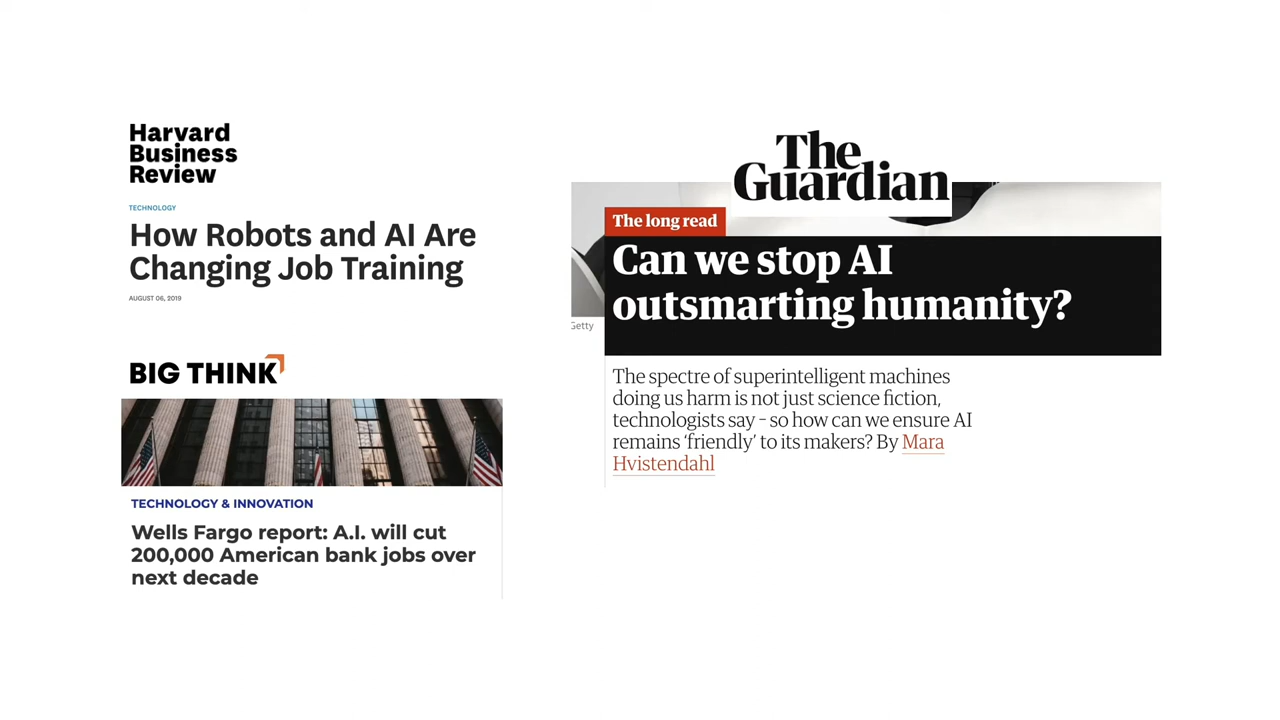 Harvard
Business
Review
TECHNOLOGY
How Robots and AI Are
Changing Job Training
AUGUST 06, 2019
BIG THINK
TECHNOLOGY & INNOVATION
Wells Fargo report: A.I. will cut
200,000 American bank jobs over
next decade
The
Guardian
The long read
Can we stop AI
outsmarting humanity?
Getty
The spectre of superintelligent machines
doing us harm is not just science fiction,
technologists say – so how can we ensure AI
remains ‘friendly’ to its makers? By Mara
Hvistendahl